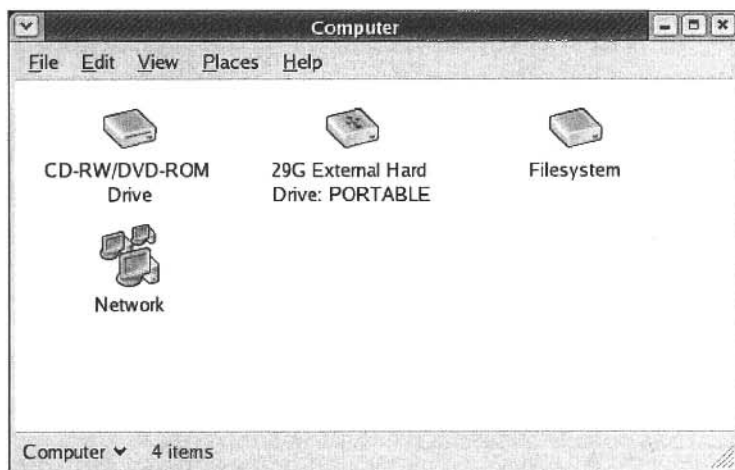 Computer
File Edit View Places Help
CD-RW/DVD-ROM
Drive
29G External Hard
Drive: PORTABLE
Filesystem
Network
Computer 4 items